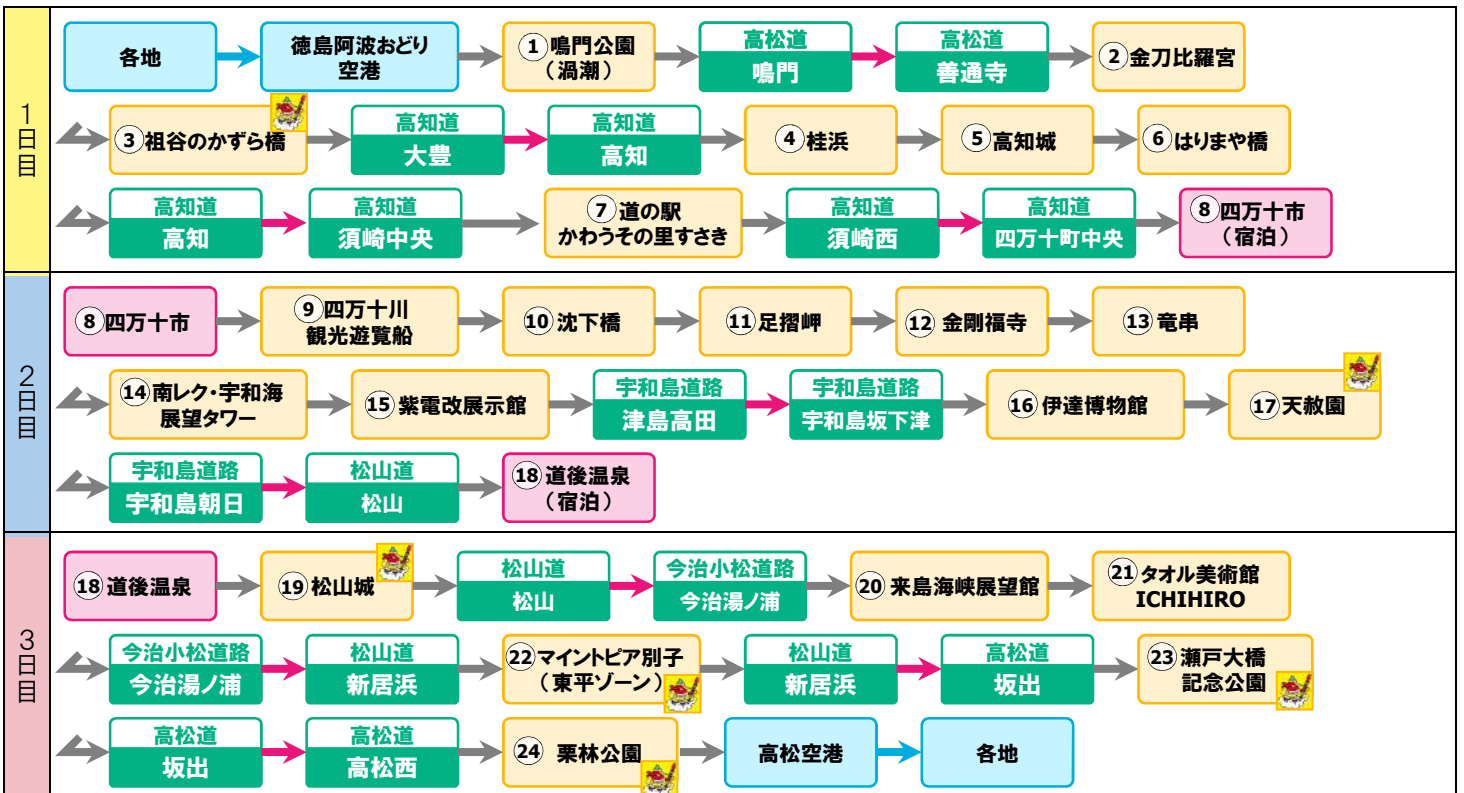 1日目
各地
徳島阿波おどり
空港
①鳴門公園
（渦潮）
高松道
鳴門
高松道
善通寺
②金刀比羅宮
③祖谷のかずら橋
高知道
大豊
高知道
高知
④桂浜
⑤高知城
⑥はりまや橋
高知道
高知
高知道
須崎中央
⑦道の駅
かわうその里すさき
高知道
須崎西
高知道
四万十町中央
⑧四万十市
（宿泊）
2日目
⑧四万十市
⑨四万十川
観光遊覧船
⑩沈下橋
⑪足摺岬
⑫金剛福寺
⑬竜串
⑭南レク・宇和海
展望タワー
⑮紫電改展示館
宇和島道路
津島高田
宇和島道路
宇和島坂下津
⑯伊達博物館
⑰天赦園
宇和島道路
宇和島朝日
松山道
松山
⑱道後温泉
（宿泊）
3日目
⑱道後温泉
⑲松山城
松山道
松山
今治小松道路
今治湯ノ浦
⑳来島海峡展望館
㉑タオル美術館
ICHIHIRO
今治小松道路
今治湯ノ浦
松山道
新居浜
㉒マイントピア別子
（東平ゾーン）
松山道
新居浜
高松道
坂出
㉓瀬戸大橋
記念公園
高松道
坂出
高松道
高松西
㉔栗林公園
高松空港
各地